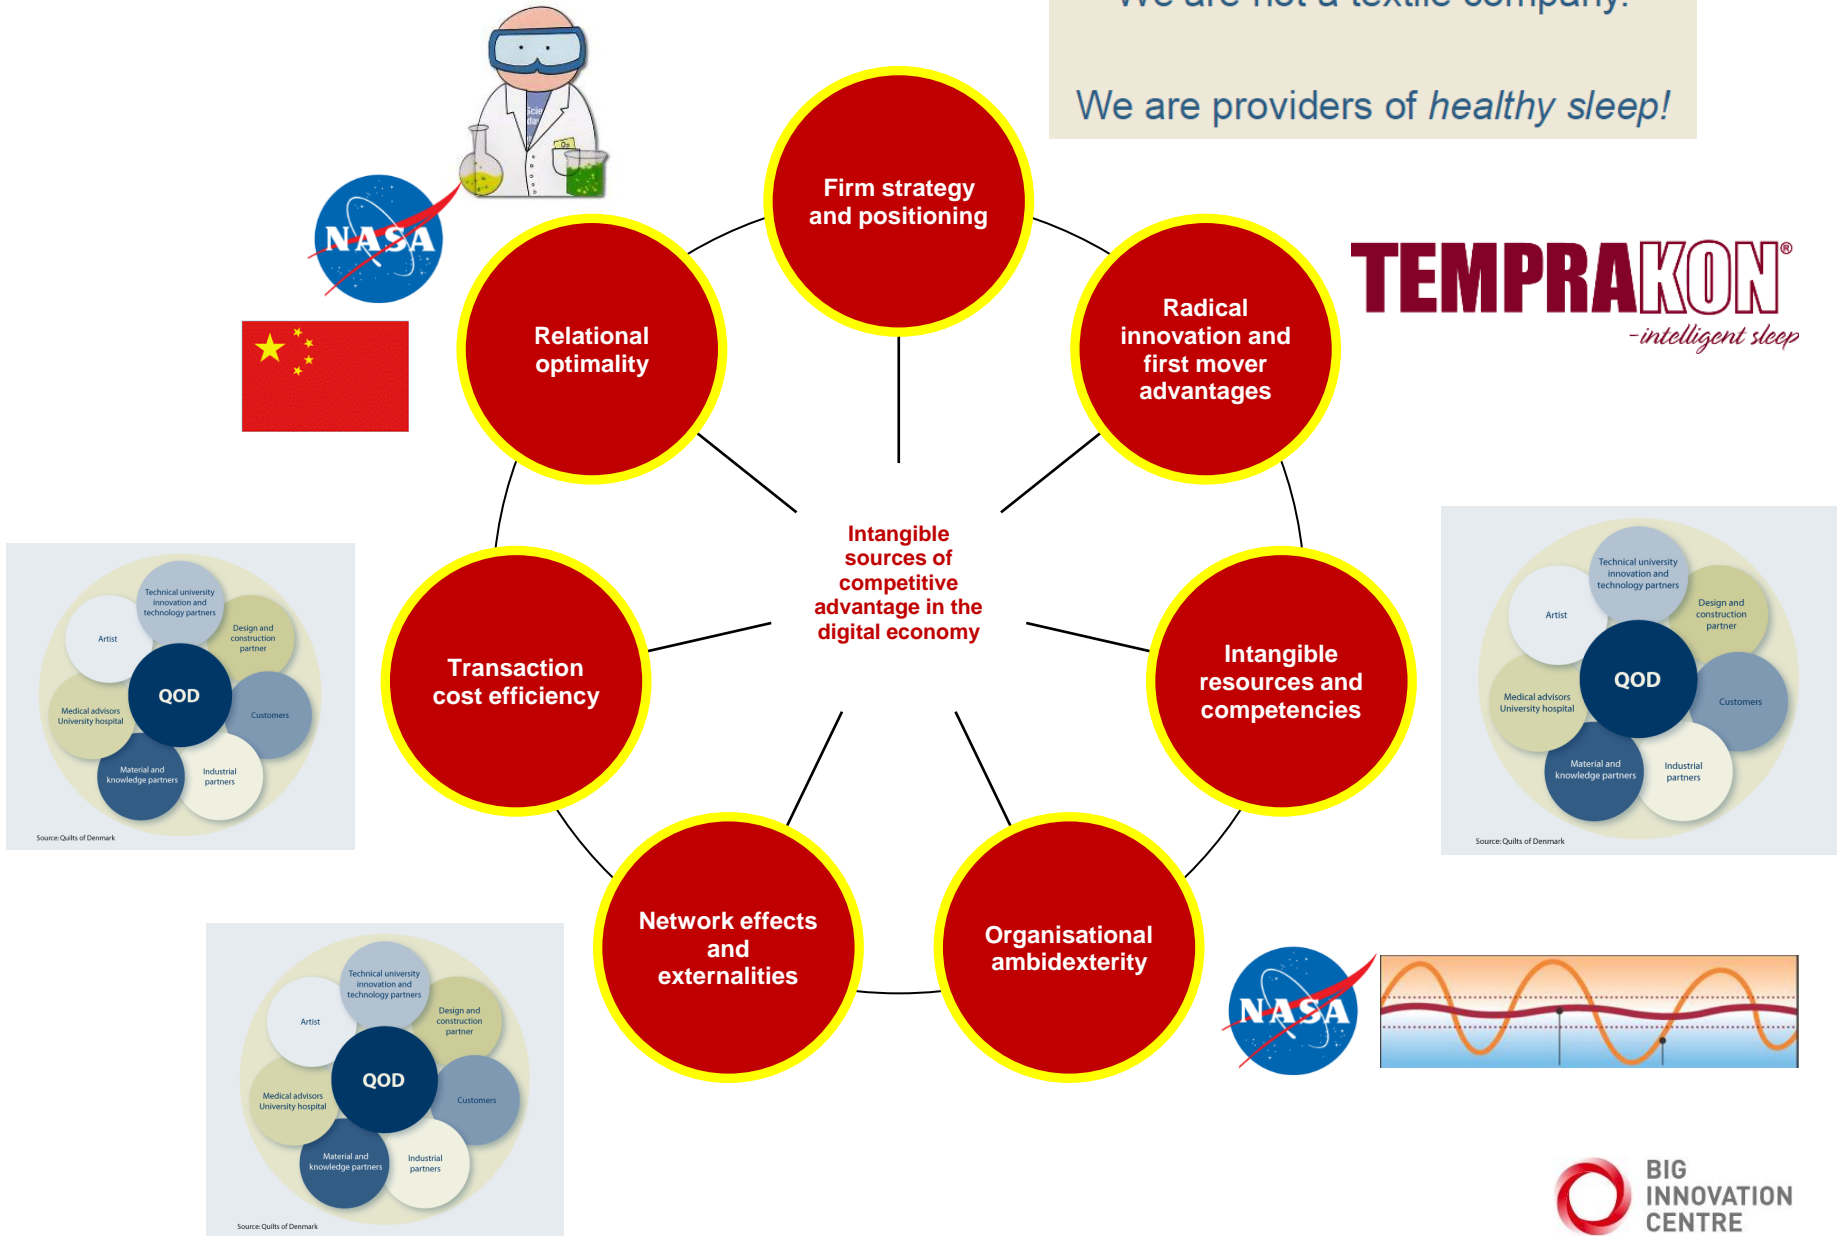 We are not a textile company.
We are providers of healthy sleep!
NASA
Firm strategy
and positioning
Radical
innovation and
first mover
advantages
TEMPRAKON®
-intelligent sleep
Relational
optimality
Intangible
sources of
competitive
advantage in the
digital economy
Transaction
cost efficiency
Intangible
resources and
competencies
Network effects
and
externalities
Organisational
ambidexterity
Technical university
innovation and
technology partners
Artist
Design and
construction
partner
QOD
Medical advisors
University hospital
Customers
Material and
knowledge partners
Industrial
partners
Source: Quilts of Denmark
Technical university
innovation and
technology partners
Artist
Design and
construction
partner
QOD
Medical advisors
University hospital
Customers
Material and
knowledge partners
Industrial
partners
Source: Quilts of Denmark
Technical university
innovation and
technology partners
Artist
Design and
construction
partner
QOD
Medical advisors
University hospital
Customers
Material and
knowledge partners
Industrial
partners
Source: Quilts of Denmark
NASA
BIG
INNOVATION
CENTRE